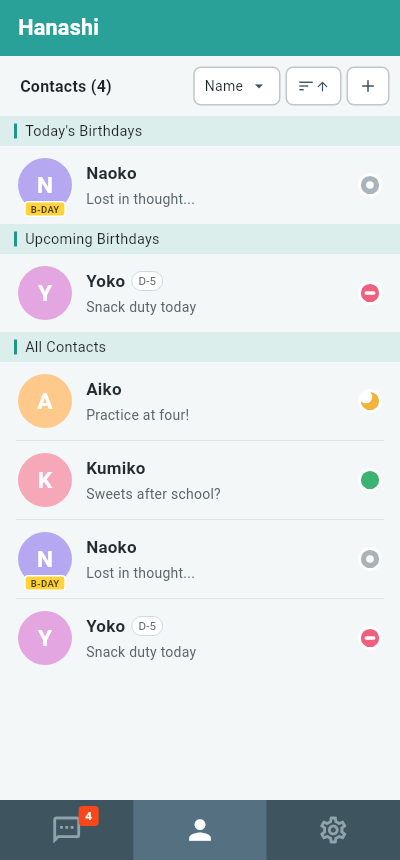 Hanashi
Contacts (4)
Name
Today's Birthdays
N
B-DAY
Naoko
Lost in thought...
Upcoming Birthdays
Y
Yoko D-5
Snack duty today
All Contacts
A
Aiko
Practice at four!
K
Kumiko
Sweets after school?
N
B-DAY
Naoko
Lost in thought...
Y
Yoko D-5
Snack duty today
4